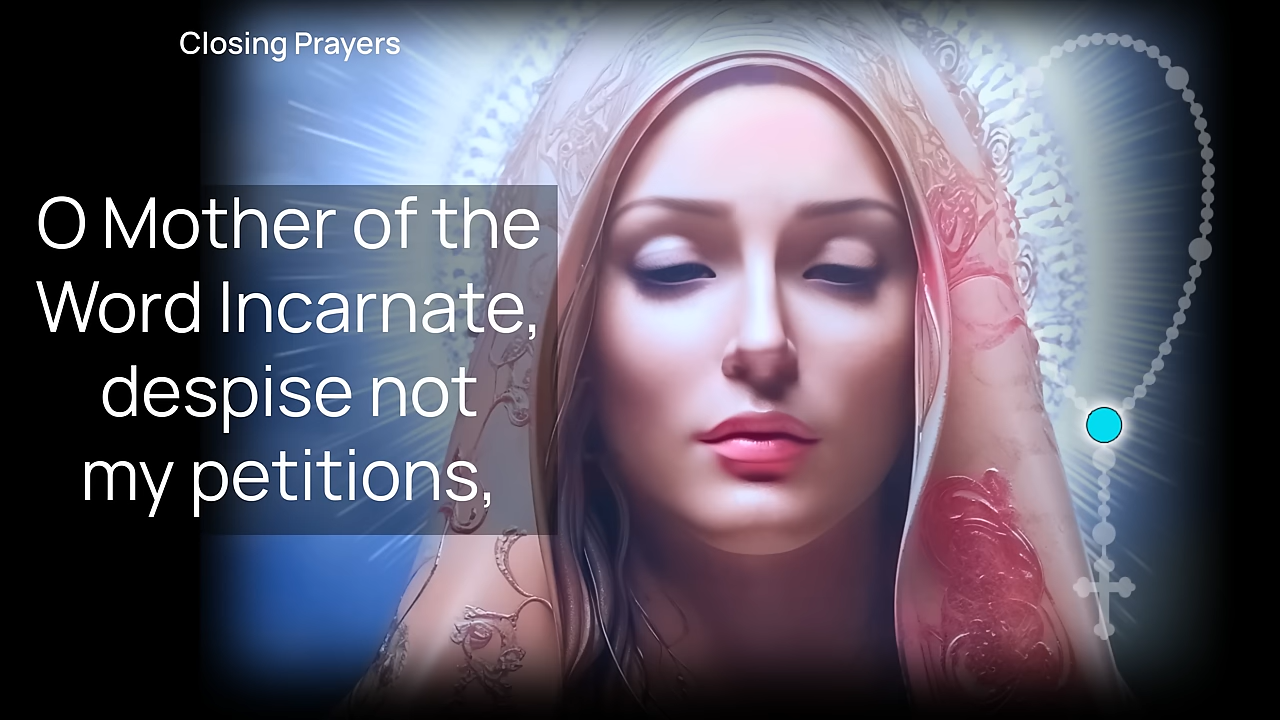 Closing Prayers
O Mother of the
Word Incarnate,
despise not
my petitions,